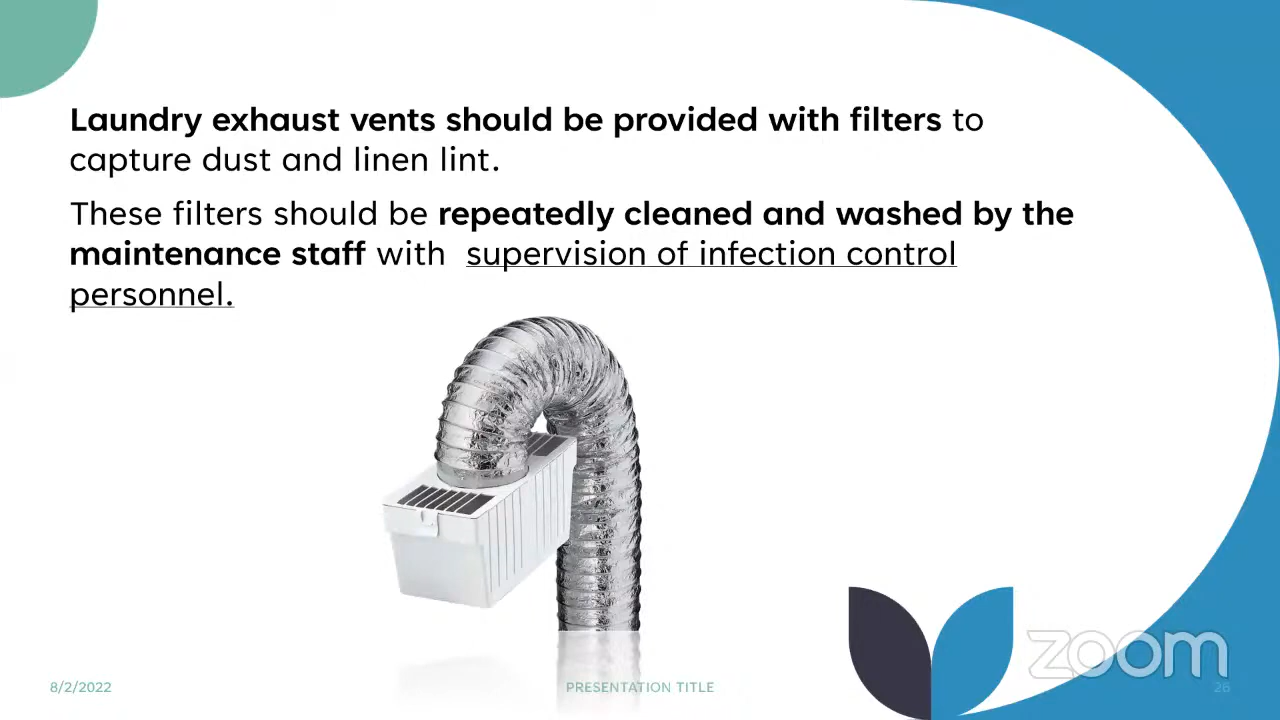 Laundry exhaust vents should be provided with filters to
capture dust and linen lint.
These filters should be repeatedly cleaned and washed by the
maintenance staff with supervision of infection control
personnel.
zoom
8/2/2022
PRESENTATION TITLE
26